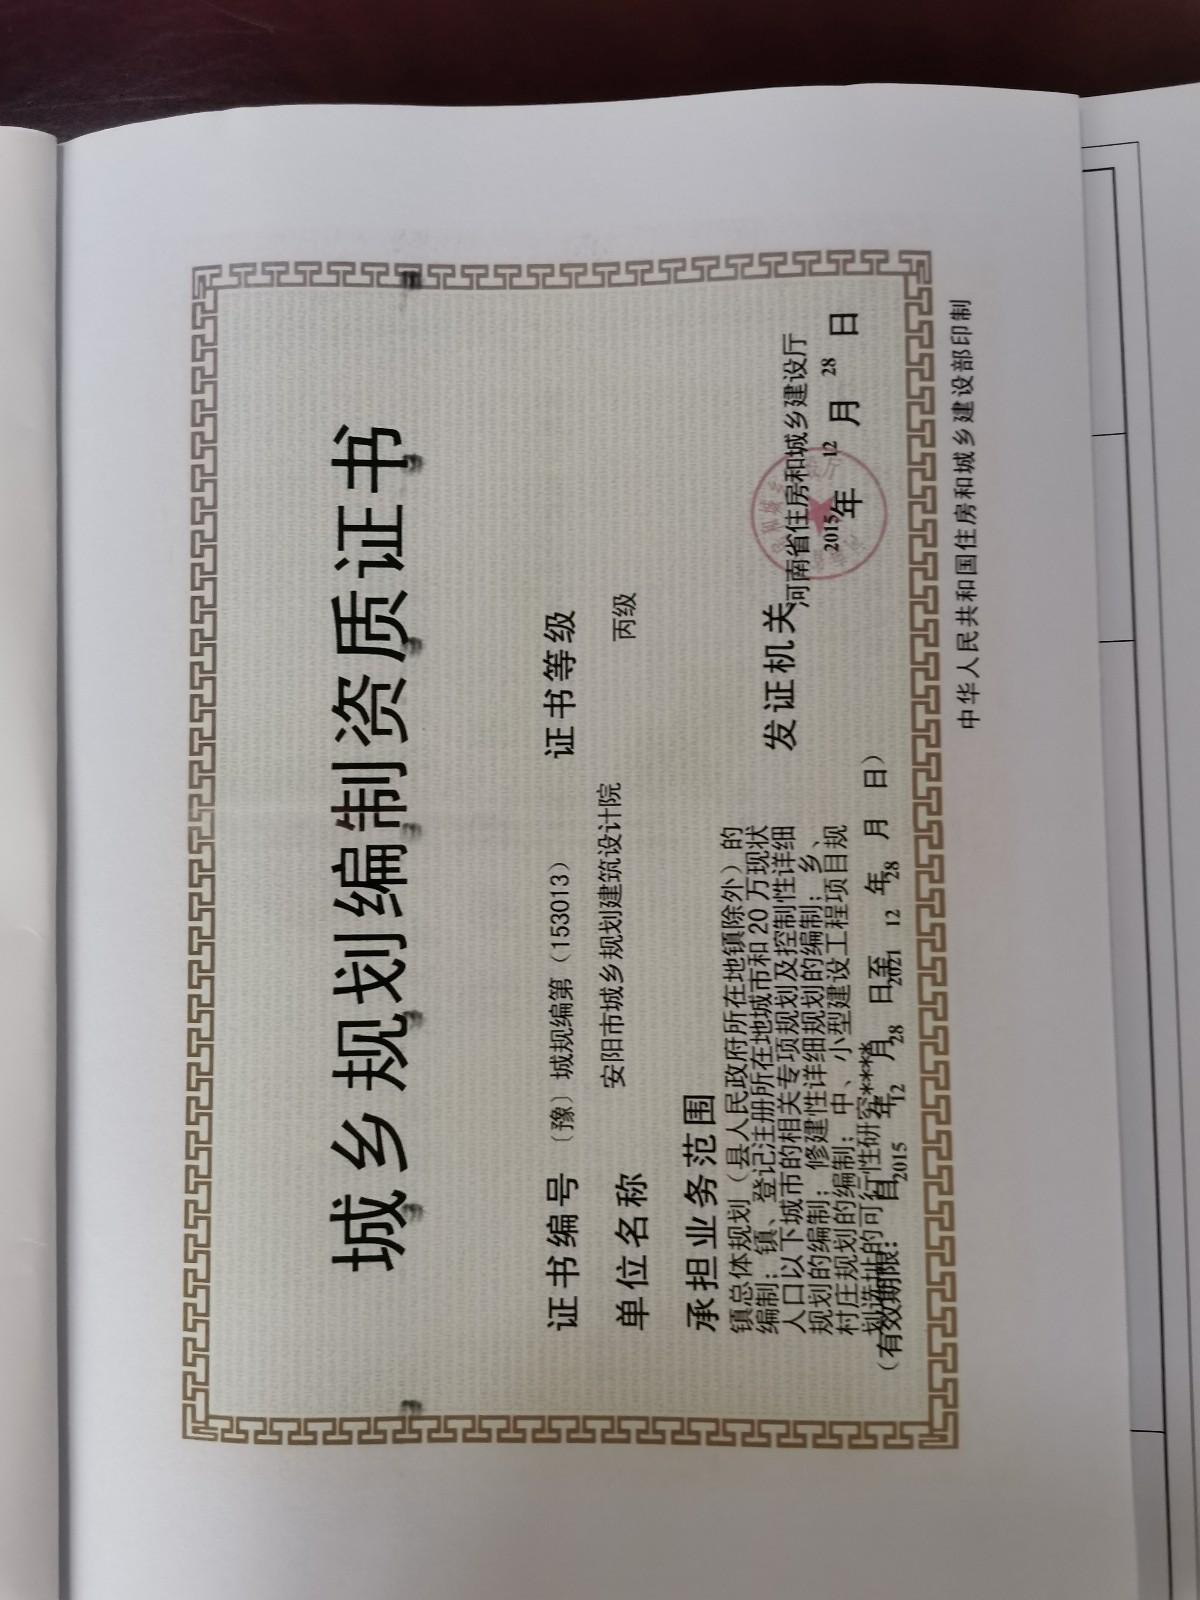 城乡规划编制资质证书
证书编号 〔豫〕城规编第（153013） 证书等级
单位名称 安阳市城乡规划建筑设计院 丙级
承担业务范围
镇总体规划（县人民政府所在地镇除外）的
编制；镇、登记注册所在地城市和20万现状
人口以下城市的相关专项规划及控制性详细
规划的编制；修建性详细规划的编制；乡、
村庄规划的编制；中、小型建设工程项目规
划选址的可行性研究****
（有效期限：自2015年12月28日至2021年12月28日）
发证机关 河南省住房和城乡建设厅
2015年12月28日
中华人民共和国住房和城乡建设部印制